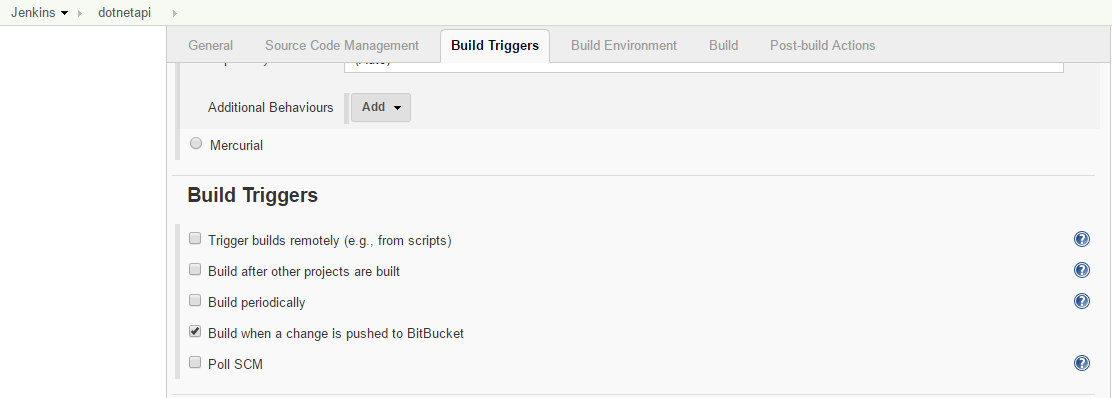 Jenkins dotnetapi
General Source Code Management Build Triggers Build Environment Build Post-build Actions
Additional Behaviours Add
Mercurial
Build Triggers
Trigger builds remotely (e.g., from scripts)
Build after other projects are built
Build periodically
Build when a change is pushed to BitBucket
Poll SCM